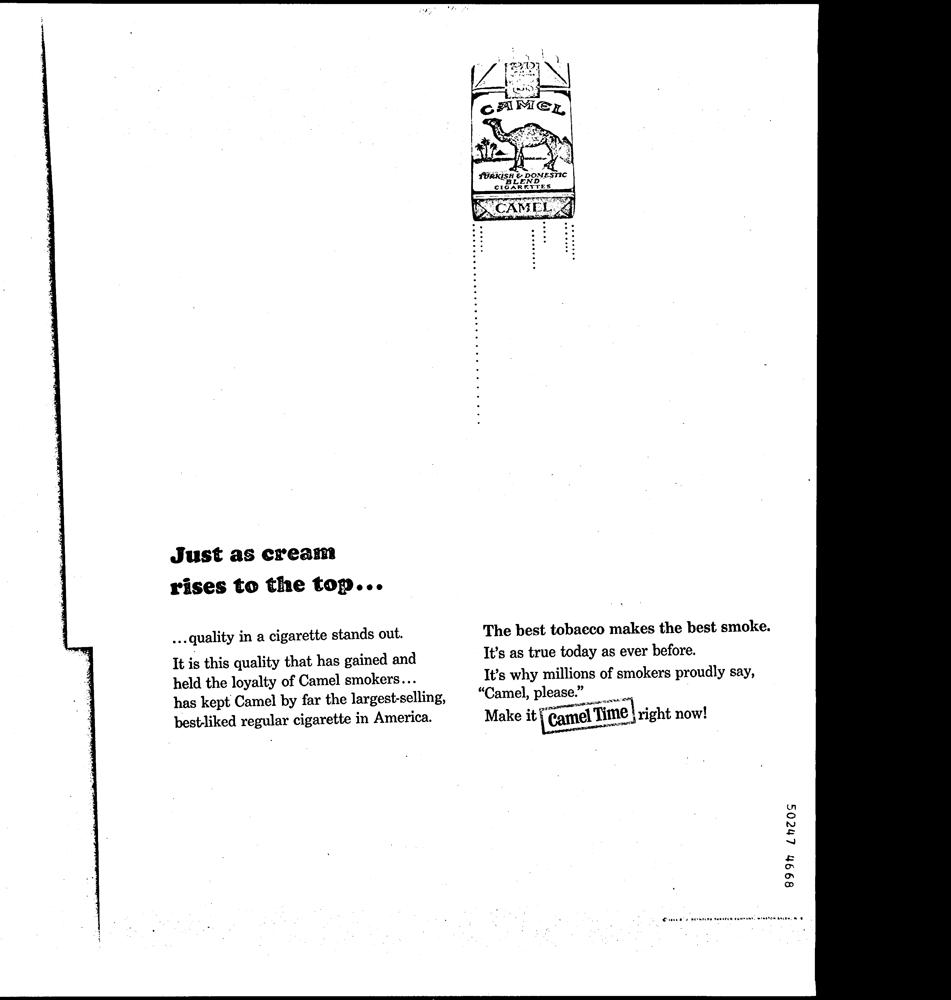 CAMEL
TURKISH & DOMESTIC
BLEND
CIGARETTES
CAMEL
Just as cream
rises to the top...
...quality in a cigarette stands out.
It is this quality that has gained and
held the loyalty of Camel smokers...
has kept Camel by far the largest-selling,
best-liked regular cigarette in America.
The best tobacco makes the best smoke.
It's as true today as ever before.
It's why millions of smokers proudly say,
“Camel, please.”
Make it Camel Time right now!
50247 4668